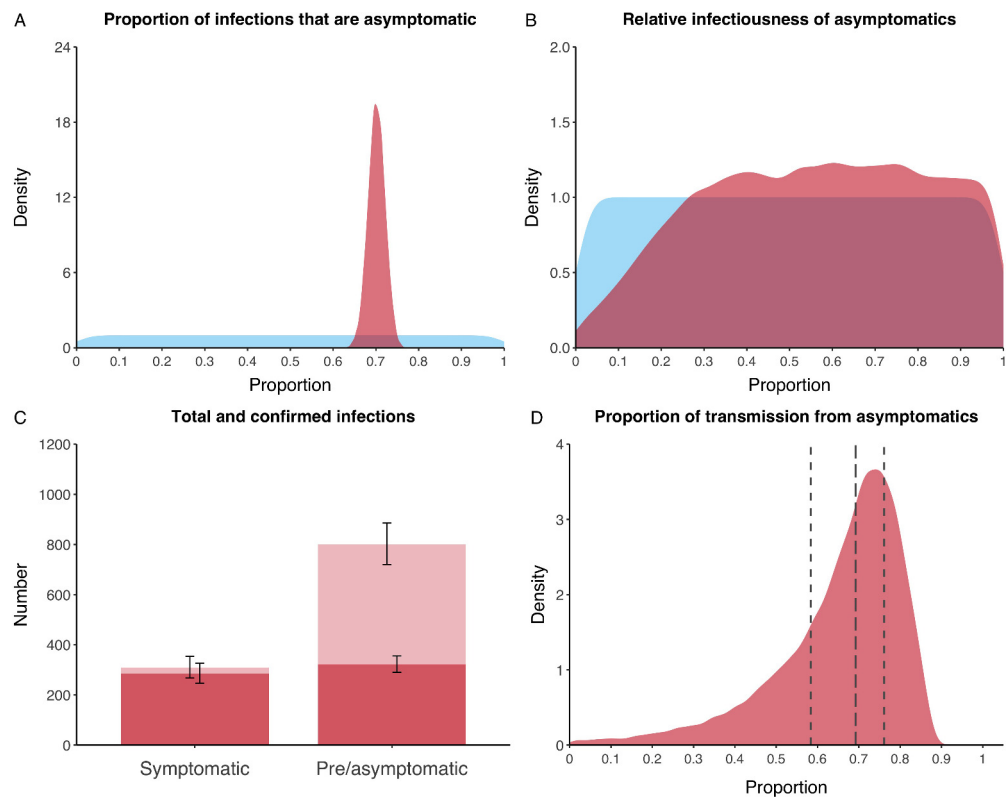 A
Proportion of infections that are asymptomatic
24
18
12
6
0
Density
0 0.1 0.2 0.3 0.4 0.5 0.6 0.7 0.8 0.9 1
Proportion
B
Relative infectiousness of asymptomatics
2.0
1.5
1.0
0.5
0.0
Density
0 0.1 0.2 0.3 0.4 0.5 0.6 0.7 0.8 0.9 1
Proportion
C
Total and confirmed infections
1200
1000
800
600
400
200
0
Number
Symptomatic Pre/asymptomatic
D
Proportion of transmission from asymptomatics
4
3
2
1
0
Density
0 0.1 0.2 0.3 0.4 0.5 0.6 0.7 0.8 0.9 1
Proportion